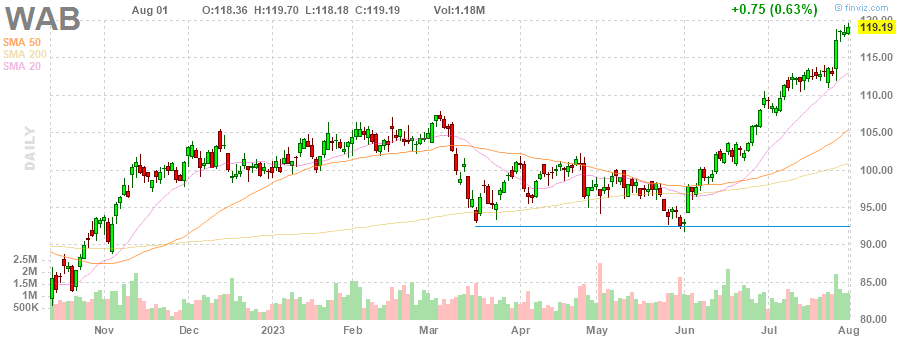 WAB
Aug 01 O:118.36 H:119.70 L:118.18 C:119.19 Vol:1.18M +0.75 (0.63%)
© finviz.com
SMA 50
SMA 200
SMA 20
DAILY
120.00
119.19
115.00
110.00
105.00
100.00
95.00
90.00
85.00
80.00
2.5M
2M
1.5M
1M
500K
Nov Dec 2023 Feb Mar Apr May Jun Jul Aug